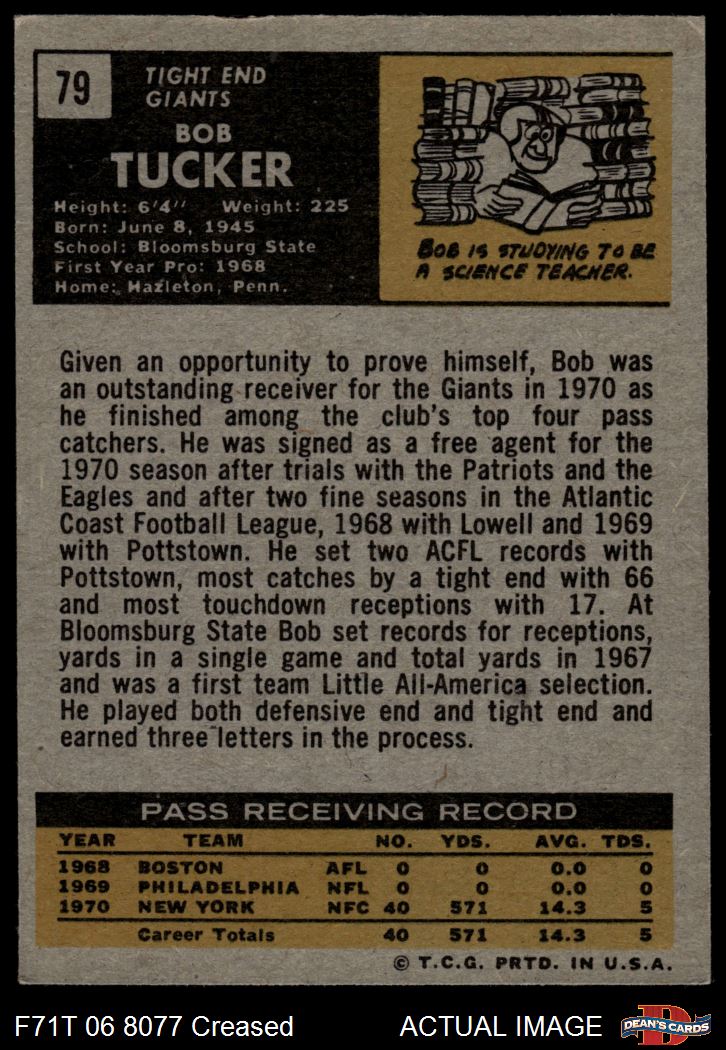 79
TIGHT END
GIANTS
BOB
TUCKER
Height: 6'4" Weight: 225
Born: June 8, 1945
School: Bloomsburg State
First Year Pro: 1968
Home: Hazleton, Penn.
BOB IS STUDYING TO BE
A SCIENCE TEACHER.
Given an opportunity to prove himself, Bob was
an outstanding receiver for the Giants in 1970 as
he finished among the club's top four pass
catchers. He was signed as a free agent for the
1970 season after trials with the Patriots and the
Eagles and after two fine seasons in the Atlantic
Coast Football League, 1968 with Lowell and 1969
with Pottstown. He set two ACFL records with
Pottstown, most catches by a tight end with 66
and most touchdown receptions with 17. At
Bloomsburg State Bob set records for receptions,
yards in a single game and total yards in 1967
and was a first team Little All-America selection.
He played both defensive end and tight end and
earned three letters in the process.
PASS RECEIVING RECORD
YEAR TEAM NO. YDS. AVG. TDS.
1968 BOSTON AFL 0 0 0.0 0
1969 PHILADELPHIA NFL 0 0 0.0 0
1970 NEW YORK NFC 40 571 14.3 5
Career Totals 40 571 14.3 5
© T.C.G. PRTD. IN U.S.A.
F71T 06 8077 Creased ACTUAL IMAGE
D
DEAN'S CARDS